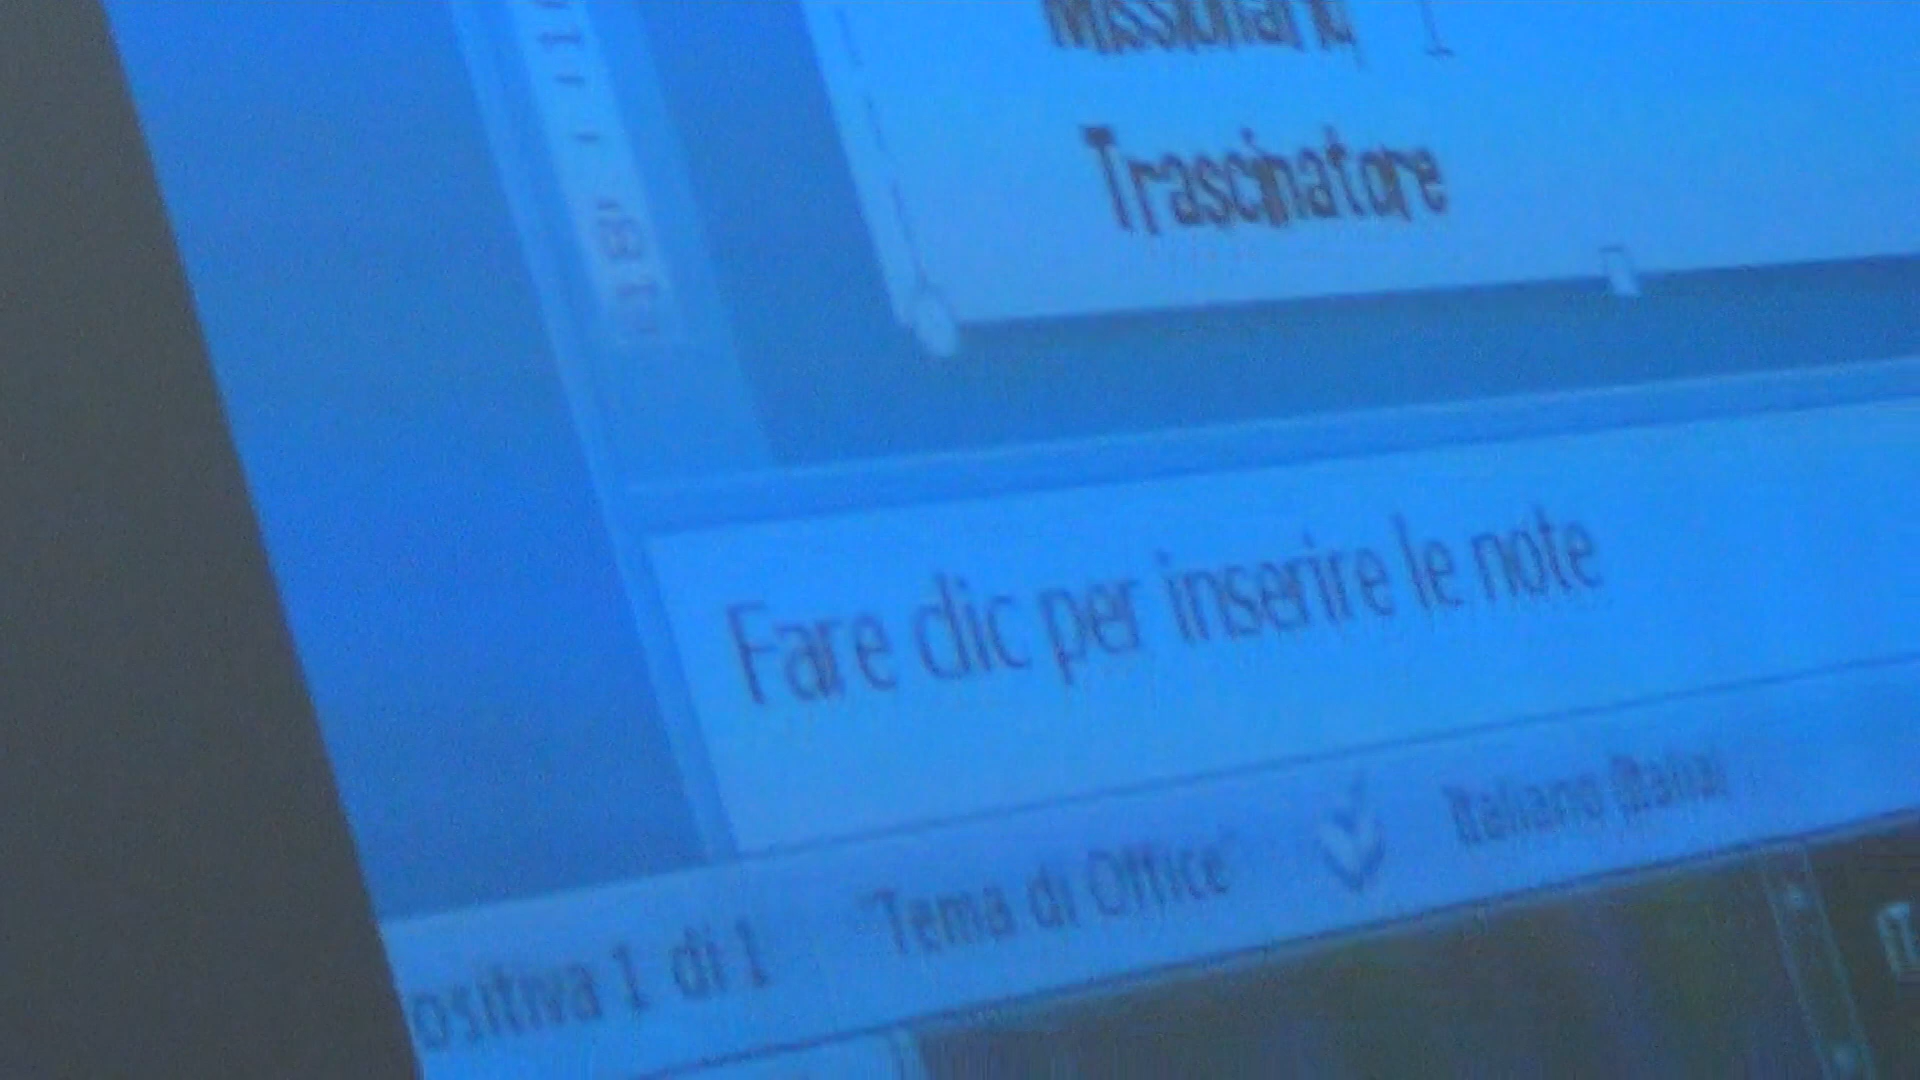 Trascinatore
Fare clic per inserire le note
ositiva 1 di 1 "Tema di Office" Italiano (Italia)